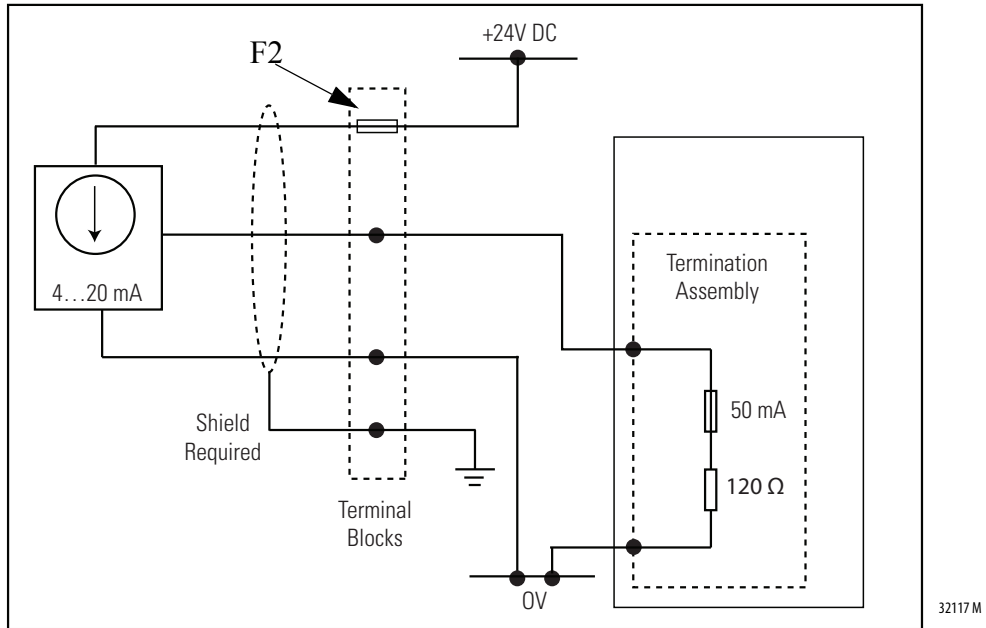 +24V DC
F2
4…20 mA
Termination
Assembly
50 mA
120 Ω
Shield
Required
Terminal
Blocks
0V
32117 M